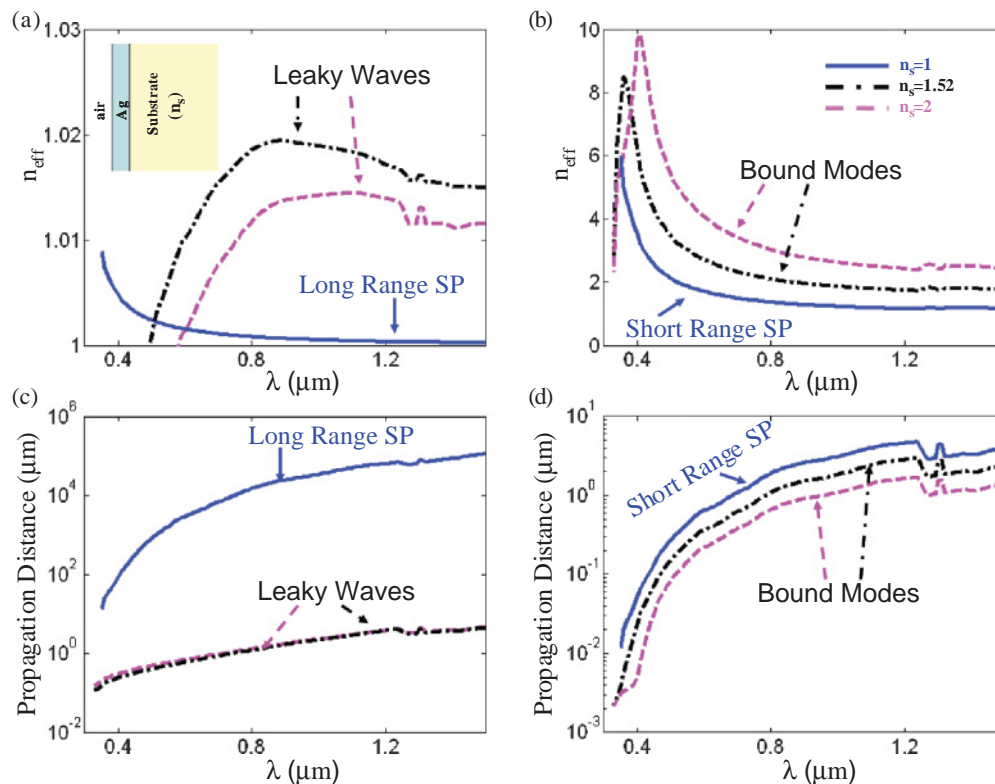 (a)
1.03
1.02
1.01
1
n_eff
air
Ag
Substrate
(n_s)
Leaky Waves
Long Range SP
0.4 0.8 1.2
λ (μm)
(b)
10
8
6
4
2
0
n_eff
n_s=1
n_s=1.52
n_s=2
Bound Modes
Short Range SP
0.4 0.8 1.2
λ (μm)
(c)
10^6
10^4
10^2
10^0
10^-2
Propagation Distance (μm)
Long Range SP
Leaky Waves
0.4 0.8 1.2
λ (μm)
(d)
10^1
10^0
10^-1
10^-2
10^-3
Propagation Distance (μm)
Short Range SP
Bound Modes
0.4 0.8 1.2
λ (μm)